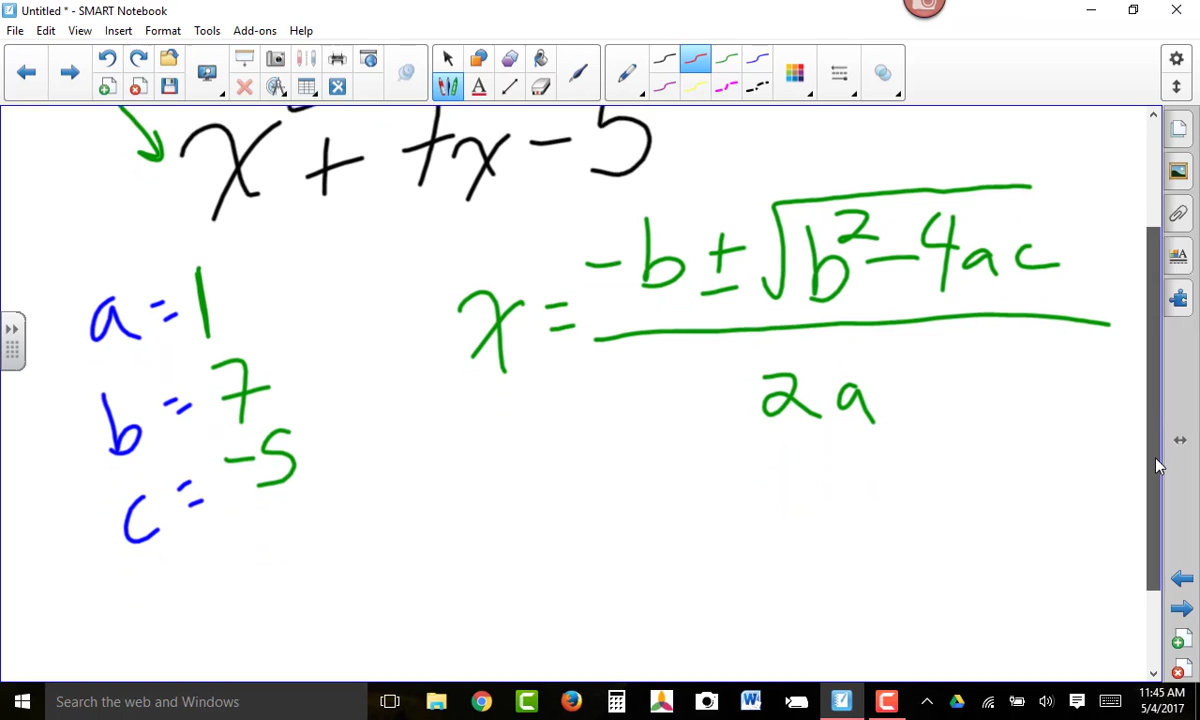 Untitled * - SMART Notebook
File Edit View Insert Format Tools Add-ons Help
x² + 7x - 5
x = -b ± √b² - 4ac
2a
a = 1
b = 7
c = -5
Search the web and Windows
11:45 AM
5/4/2017